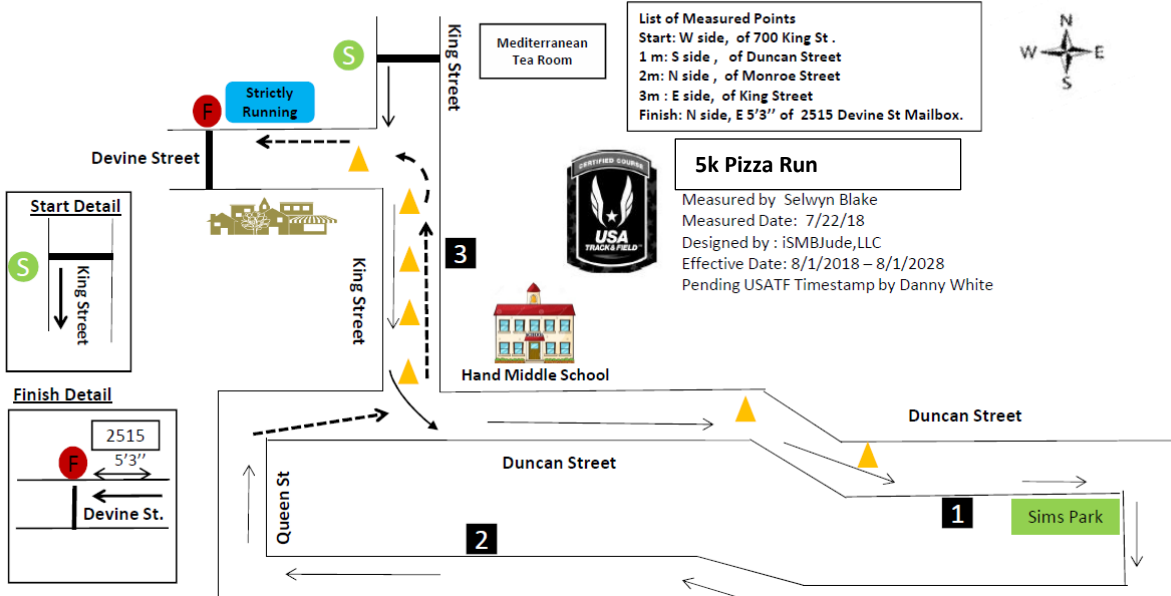 List of Measured Points
Start: W side, of 700 King St .
1 m: S side , of Duncan Street
2m: N side , of Monroe Street
3m : E side, of King Street
Finish: N side, E 5’3’’ of 2515 Devine St Mailbox.
N
W
E
S
S
King Street
Mediterranean
Tea Room
F
Strictly
Running
Devine Street
CERTIFIED COURSE
USA
TRACK & FIELD
5k Pizza Run
Measured by Selwyn Blake
Measured Date: 7/22/18
Designed by : iSMBJude,LLC
Effective Date: 8/1/2018 – 8/1/2028
Pending USATF Timestamp by Danny White
Start Detail
S
King Street
King Street
3
Hand Middle School
Finish Detail
2515
F
5’3’’
Devine St.
Duncan Street
Duncan Street
Queen St
1
Sims Park
2